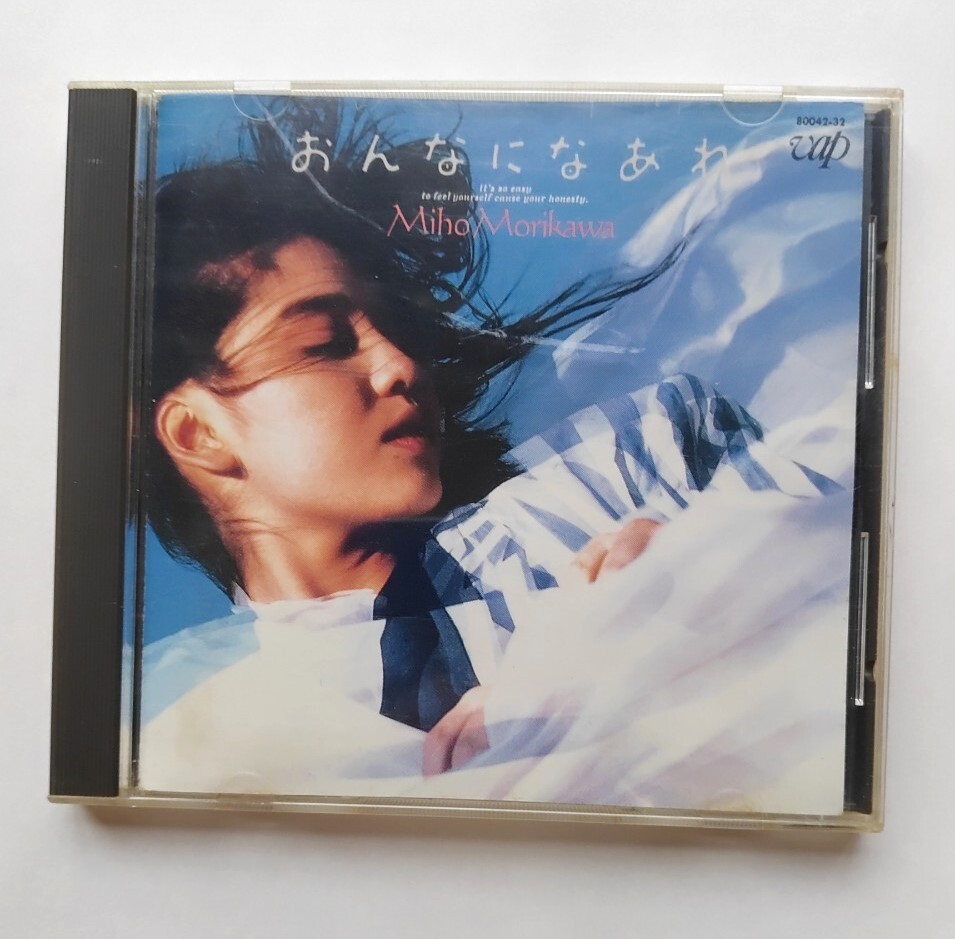 80042-32
vap
おんなになあれ
it's so easy
to feel yourself cause your honesty.
Miho Morikawa